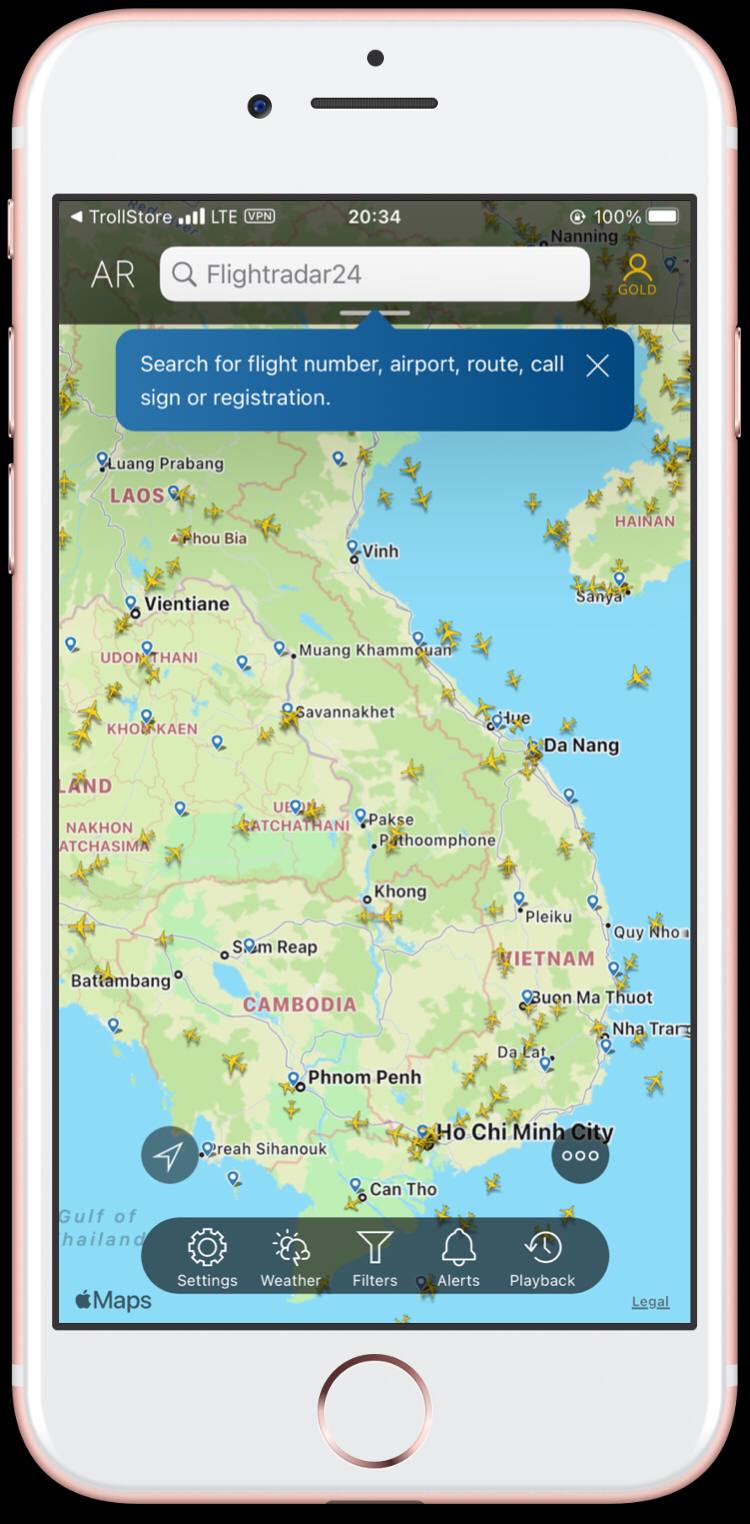 ◀ TrollStore LTE VPN 20:34 100%
Nanning
AR Flightradar24 GOLD
Search for flight number, airport, route, call
sign or registration.
Luang Prabang
LAOS
HAINAN
Phou Bia
Vinh
Sanya
Vientiane
Muang Khammouan
UDON THANI
Savannakhet
Hue
KHON KAEN
Da Nang
LAND
UBON
RATCHATHANI
Pakse
NAKHON
ATCHASIMA
Pathoomphone
Khong
Pleiku
Quy Nho
Siem Reap
VIETNAM
Battambang
CAMBODIA
Buon Ma Thuot
Nha Trang
Da Lat
Phnom Penh
Ho Chi Minh City
Preah Sihanouk
Can Tho
Gulf of
hailand
Settings Weather Filters Alerts Playback
Maps Legal